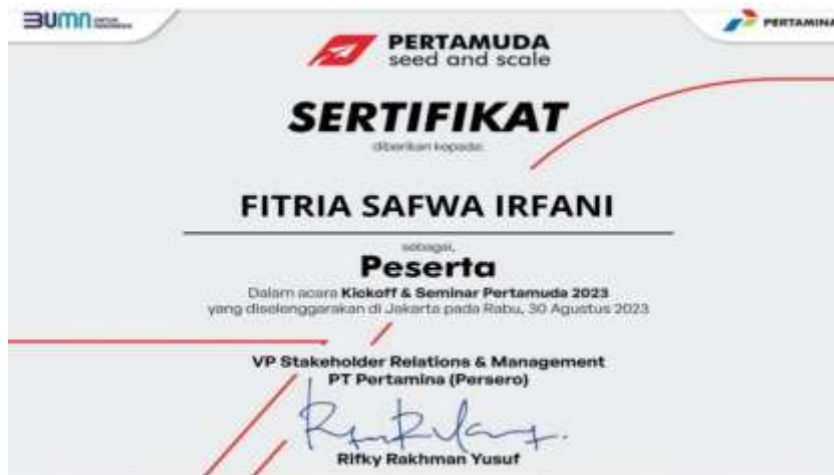 BUMN UNTUK INDONESIA
PERTAMINA
PERTAMUDA
seed and scale
SERTIFIKAT
diberikan kepada:
FITRIA SAFWA IRFANI
sebagai,
Peserta
Dalam acara Kickoff & Seminar Pertamuda 2023
yang diselenggarakan di Jakarta pada Rabu, 30 Agustus 2023
VP Stakeholder Relations & Management
PT Pertamina (Persero)
Rifky Rakhman Yusuf